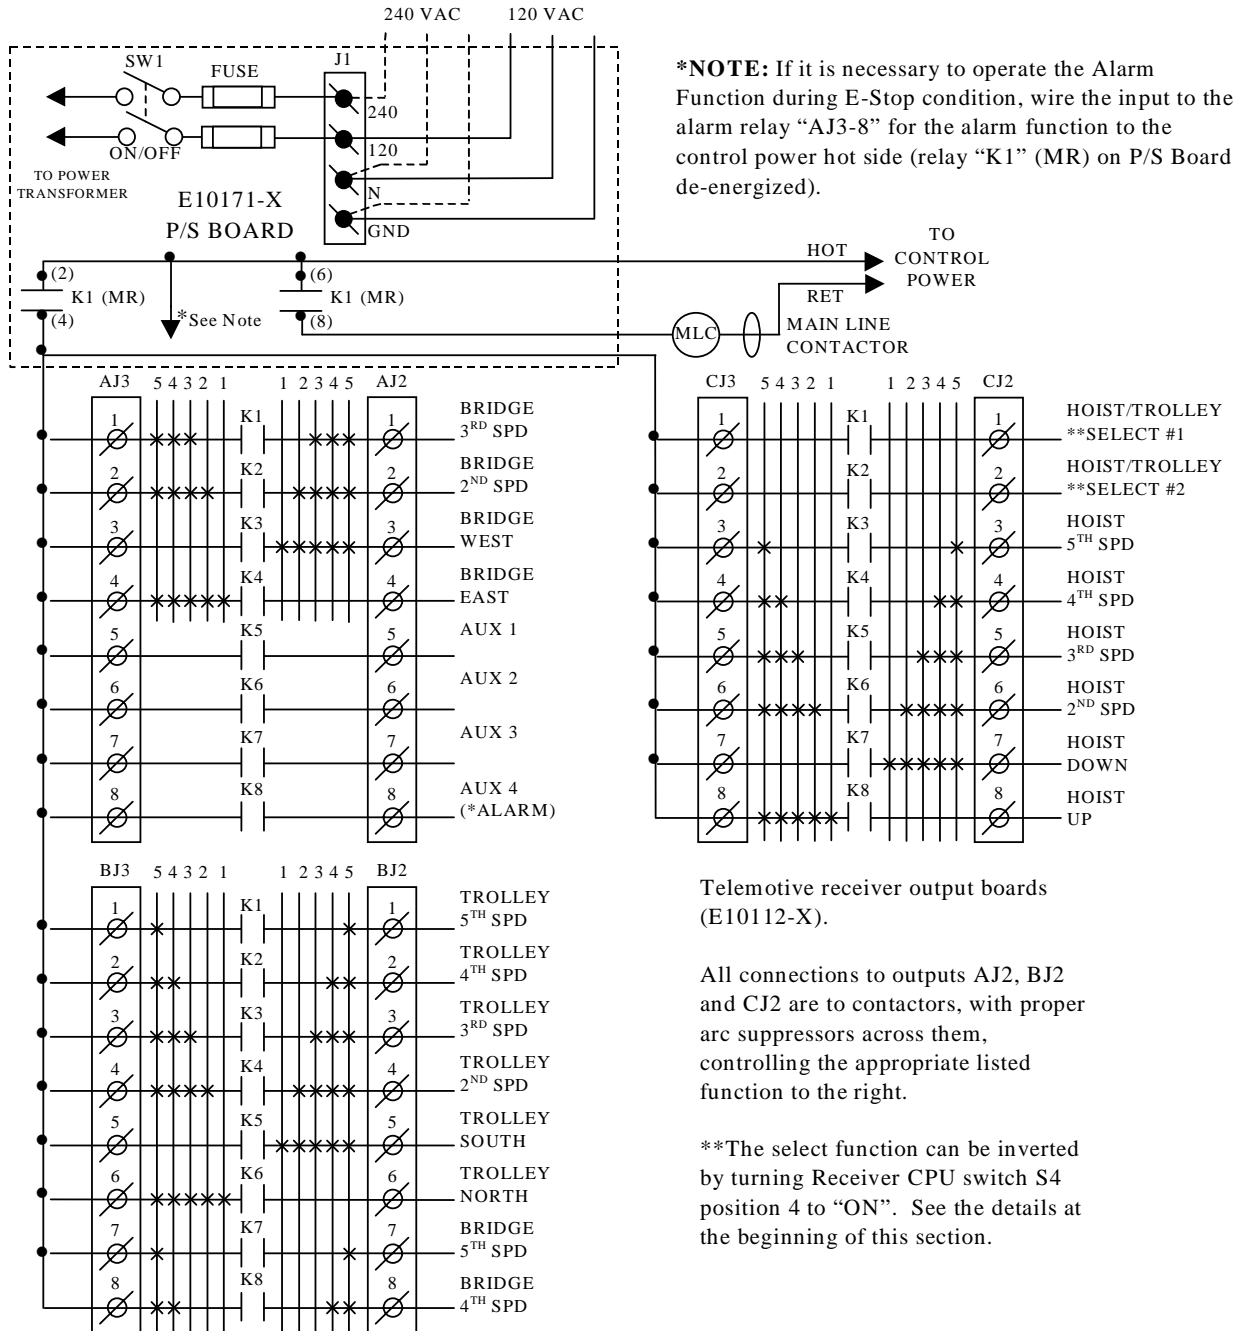 240 VAC 120 VAC
SW1
FUSE
J1
240
120
N
GND
ON/OFF
TO POWER
TRANSFORMER
E10171-X
P/S BOARD
*NOTE: If it is necessary to operate the Alarm
Function during E-Stop condition, wire the input to the
alarm relay “AJ3-8” for the alarm function to the
control power hot side (relay “K1” (MR) on P/S Board
de-energized).
(2)
K1 (MR)
(4)
*See Note
(6)
K1 (MR)
(8)
HOT
RET
TO
CONTROL
POWER
MLC
MAIN LINE
CONTACTOR
AJ3 5 4 3 2 1 1 2 3 4 5 AJ2
1 K1 1 BRIDGE
3RD SPD
2 K2 2 BRIDGE
2ND SPD
3 K3 3 BRIDGE
WEST
4 K4 4 BRIDGE
EAST
5 K5 5 AUX 1
6 K6 6 AUX 2
7 K7 7 AUX 3
8 K8 8 AUX 4
(*ALARM)
CJ3 5 4 3 2 1 1 2 3 4 5 CJ2
1 K1 1 HOIST/TROLLEY
**SELECT #1
2 K2 2 HOIST/TROLLEY
**SELECT #2
3 K3 3 HOIST
5TH SPD
4 K4 4 HOIST
4TH SPD
5 K5 5 HOIST
3RD SPD
6 K6 6 HOIST
2ND SPD
7 K7 7 HOIST
DOWN
8 K8 8 HOIST
UP
BJ3 5 4 3 2 1 1 2 3 4 5 BJ2
1 K1 1 TROLLEY
5TH SPD
2 K2 2 TROLLEY
4TH SPD
3 K3 3 TROLLEY
3RD SPD
4 K4 4 TROLLEY
2ND SPD
5 K5 5 TROLLEY
SOUTH
6 K6 6 TROLLEY
NORTH
7 K7 7 BRIDGE
5TH SPD
8 K8 8 BRIDGE
4TH SPD
Telemotive receiver output boards
(E10112-X).
All connections to outputs AJ2, BJ2
and CJ2 are to contactors, with proper
arc suppressors across them,
controlling the appropriate listed
function to the right.
**The select function can be inverted
by turning Receiver CPU switch S4
position 4 to “ON”. See the details at
the beginning of this section.